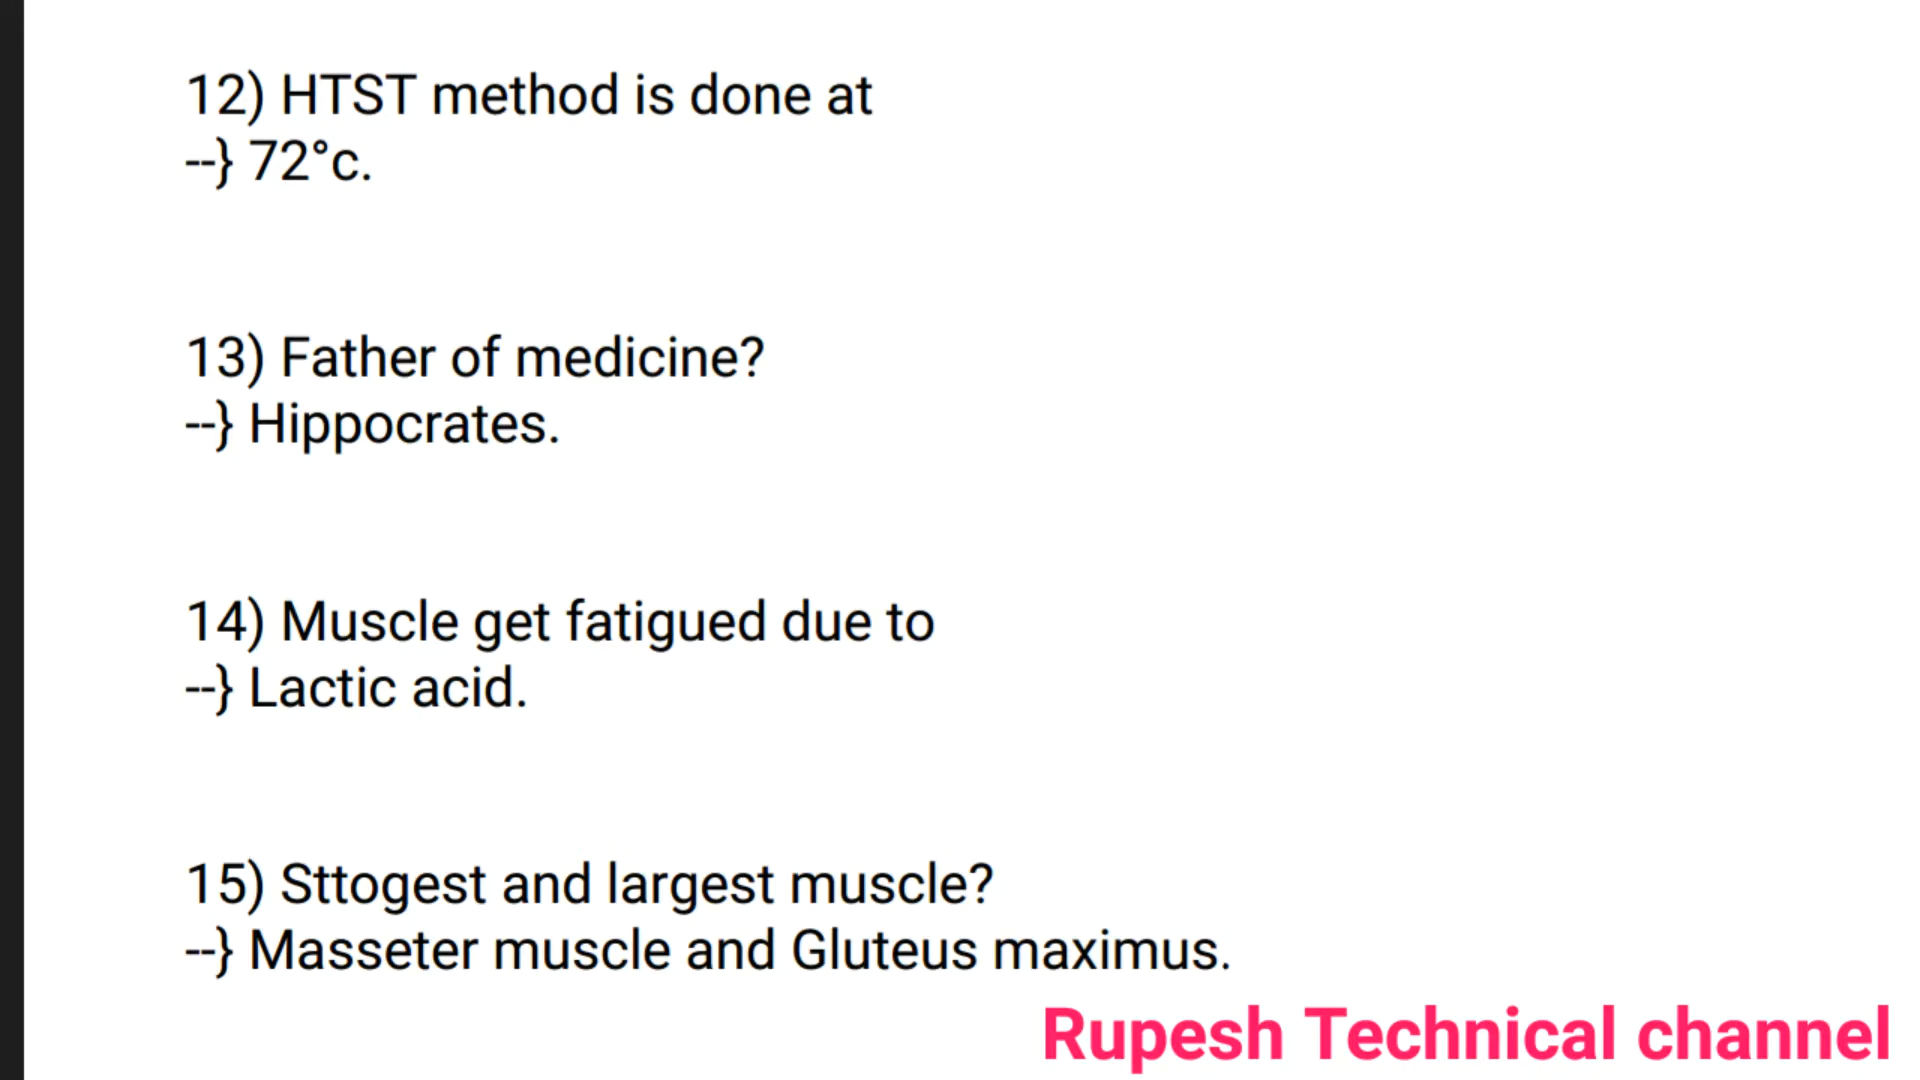 12) HTST method is done at
--} 72°c.
13) Father of medicine?
--} Hippocrates.
14) Muscle get fatigued due to
--} Lactic acid.
15) Sttogest and largest muscle?
--} Masseter muscle and Gluteus maximus.
Rupesh Technical channel